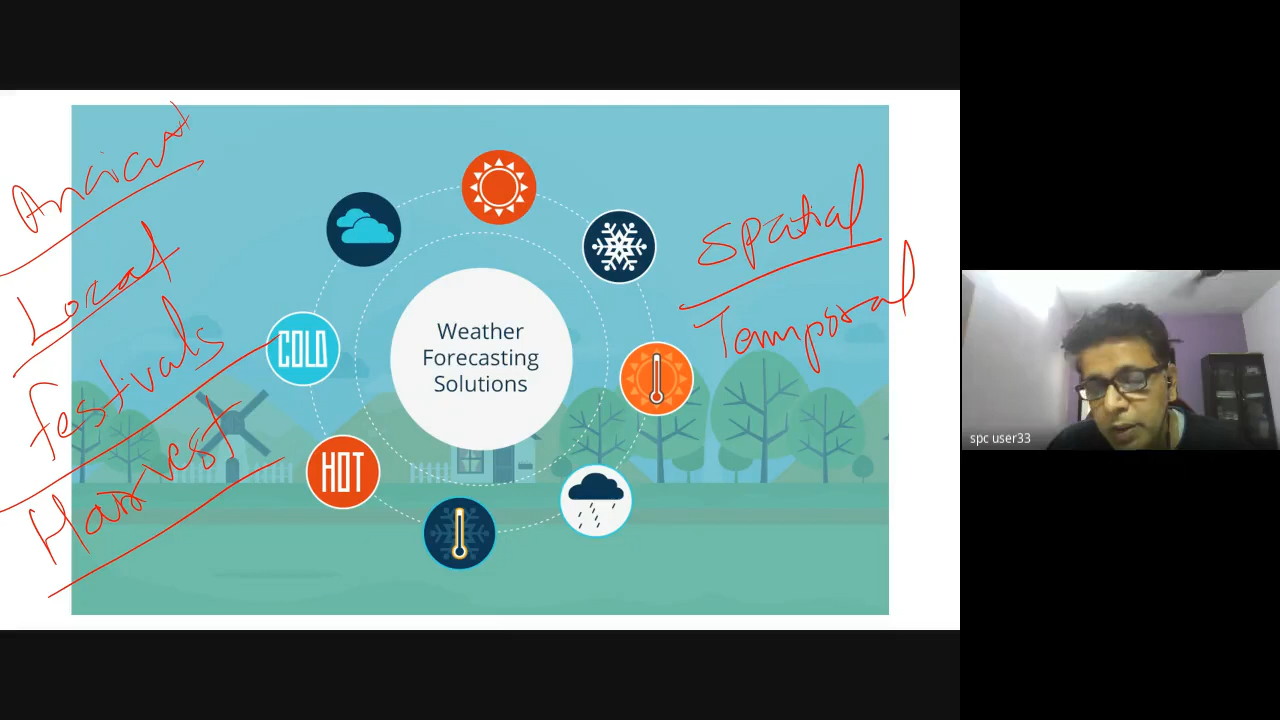 Ancient
Local
Festivals
Harvest
COLD
HOT
Weather
Forecasting
Solutions
Spatial
Temporal
spc user33